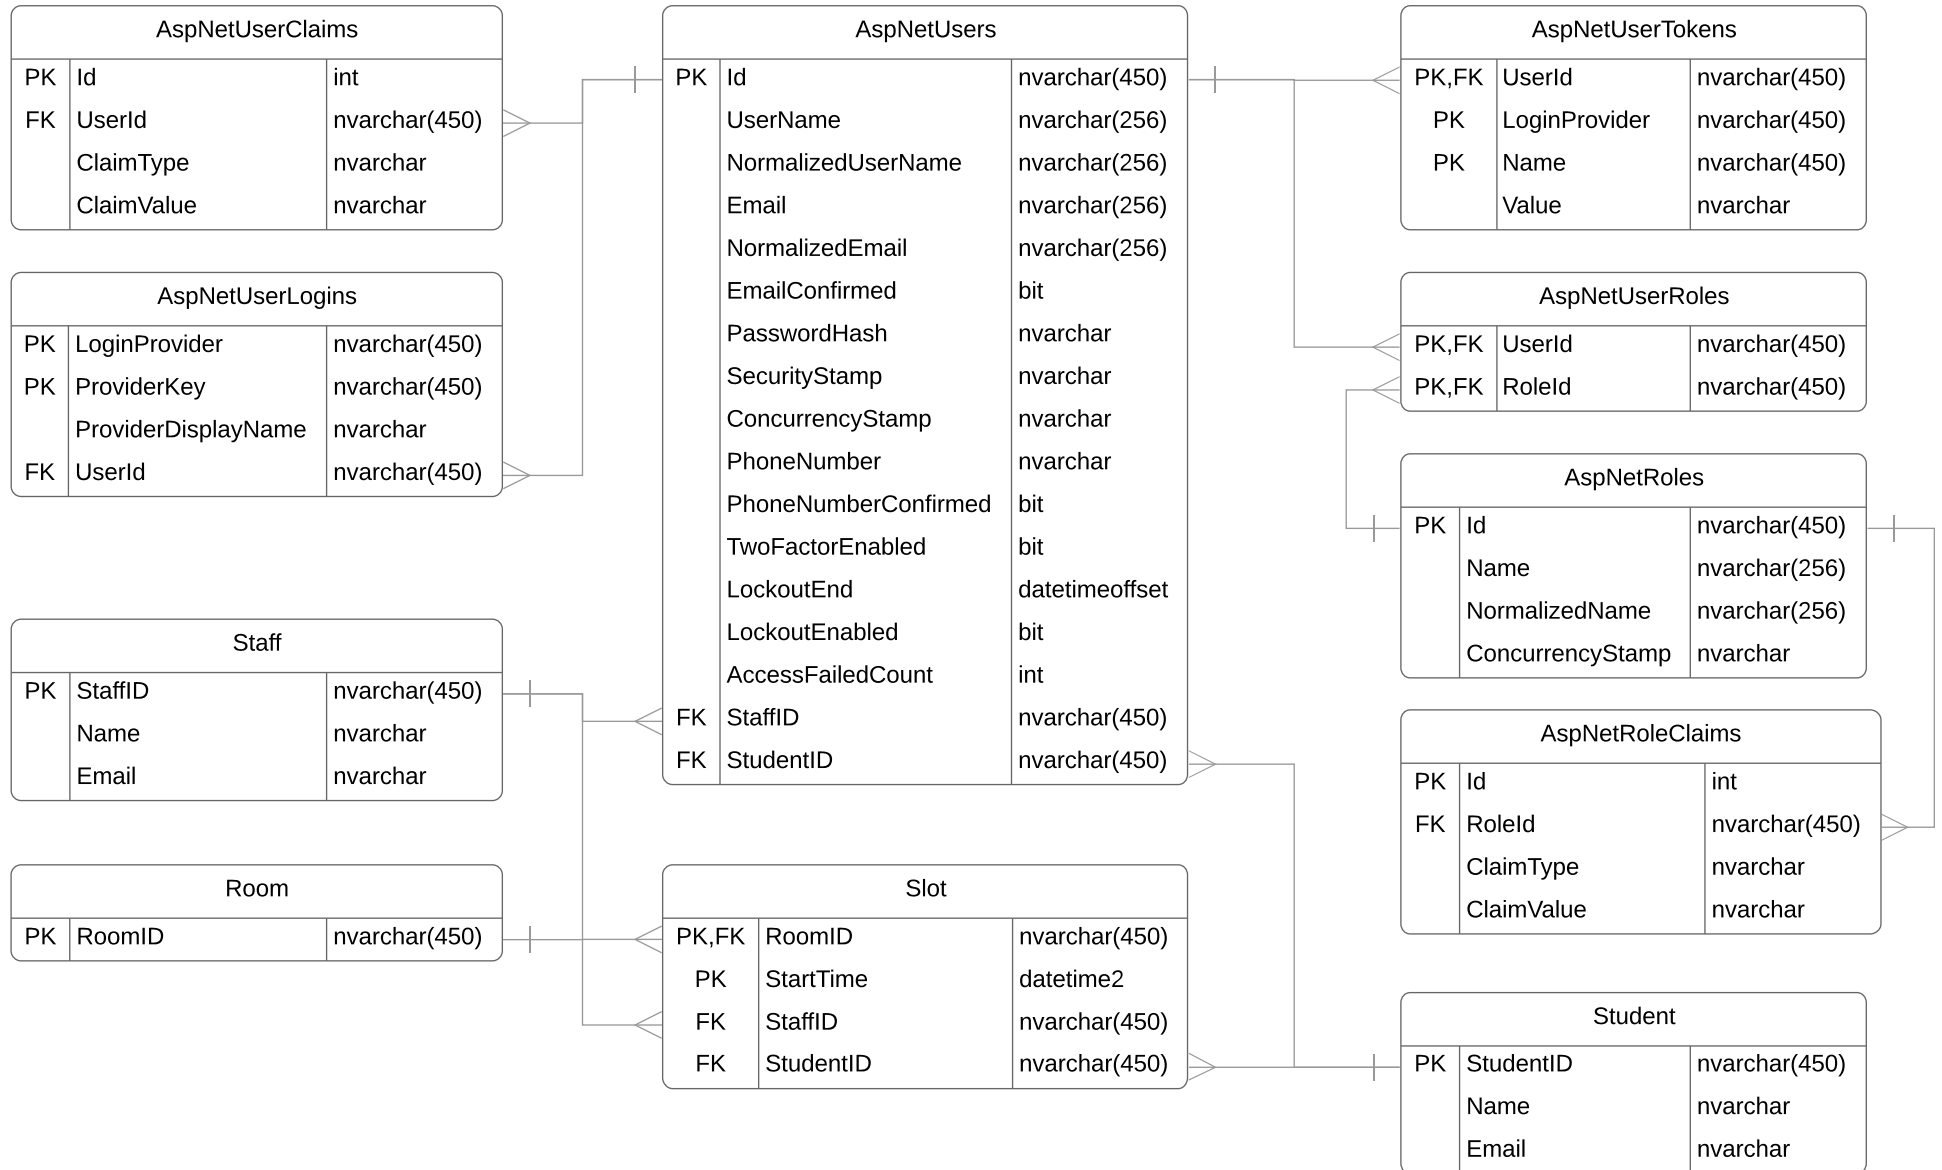 AspNetUserClaims
PK Id int
FK UserId nvarchar(450)
ClaimType nvarchar
ClaimValue nvarchar
AspNetUserLogins
PK LoginProvider nvarchar(450)
PK ProviderKey nvarchar(450)
ProviderDisplayName nvarchar
FK UserId nvarchar(450)
Staff
PK StaffID nvarchar(450)
Name nvarchar
Email nvarchar
Room
PK RoomID nvarchar(450)
AspNetUsers
PK Id nvarchar(450)
UserName nvarchar(256)
NormalizedUserName nvarchar(256)
Email nvarchar(256)
NormalizedEmail nvarchar(256)
EmailConfirmed bit
PasswordHash nvarchar
SecurityStamp nvarchar
ConcurrencyStamp nvarchar
PhoneNumber nvarchar
PhoneNumberConfirmed bit
TwoFactorEnabled bit
LockoutEnd datetimeoffset
LockoutEnabled bit
AccessFailedCount int
FK StaffID nvarchar(450)
FK StudentID nvarchar(450)
Slot
PK,FK RoomID nvarchar(450)
PK StartTime datetime2
FK StaffID nvarchar(450)
FK StudentID nvarchar(450)
AspNetUserTokens
PK,FK UserId nvarchar(450)
PK LoginProvider nvarchar(450)
PK Name nvarchar(450)
Value nvarchar
AspNetUserRoles
PK,FK UserId nvarchar(450)
PK,FK RoleId nvarchar(450)
AspNetRoles
PK Id nvarchar(450)
Name nvarchar(256)
NormalizedName nvarchar(256)
ConcurrencyStamp nvarchar
AspNetRoleClaims
PK Id int
FK RoleId nvarchar(450)
ClaimType nvarchar
ClaimValue nvarchar
Student
PK StudentID nvarchar(450)
Name nvarchar
Email nvarchar